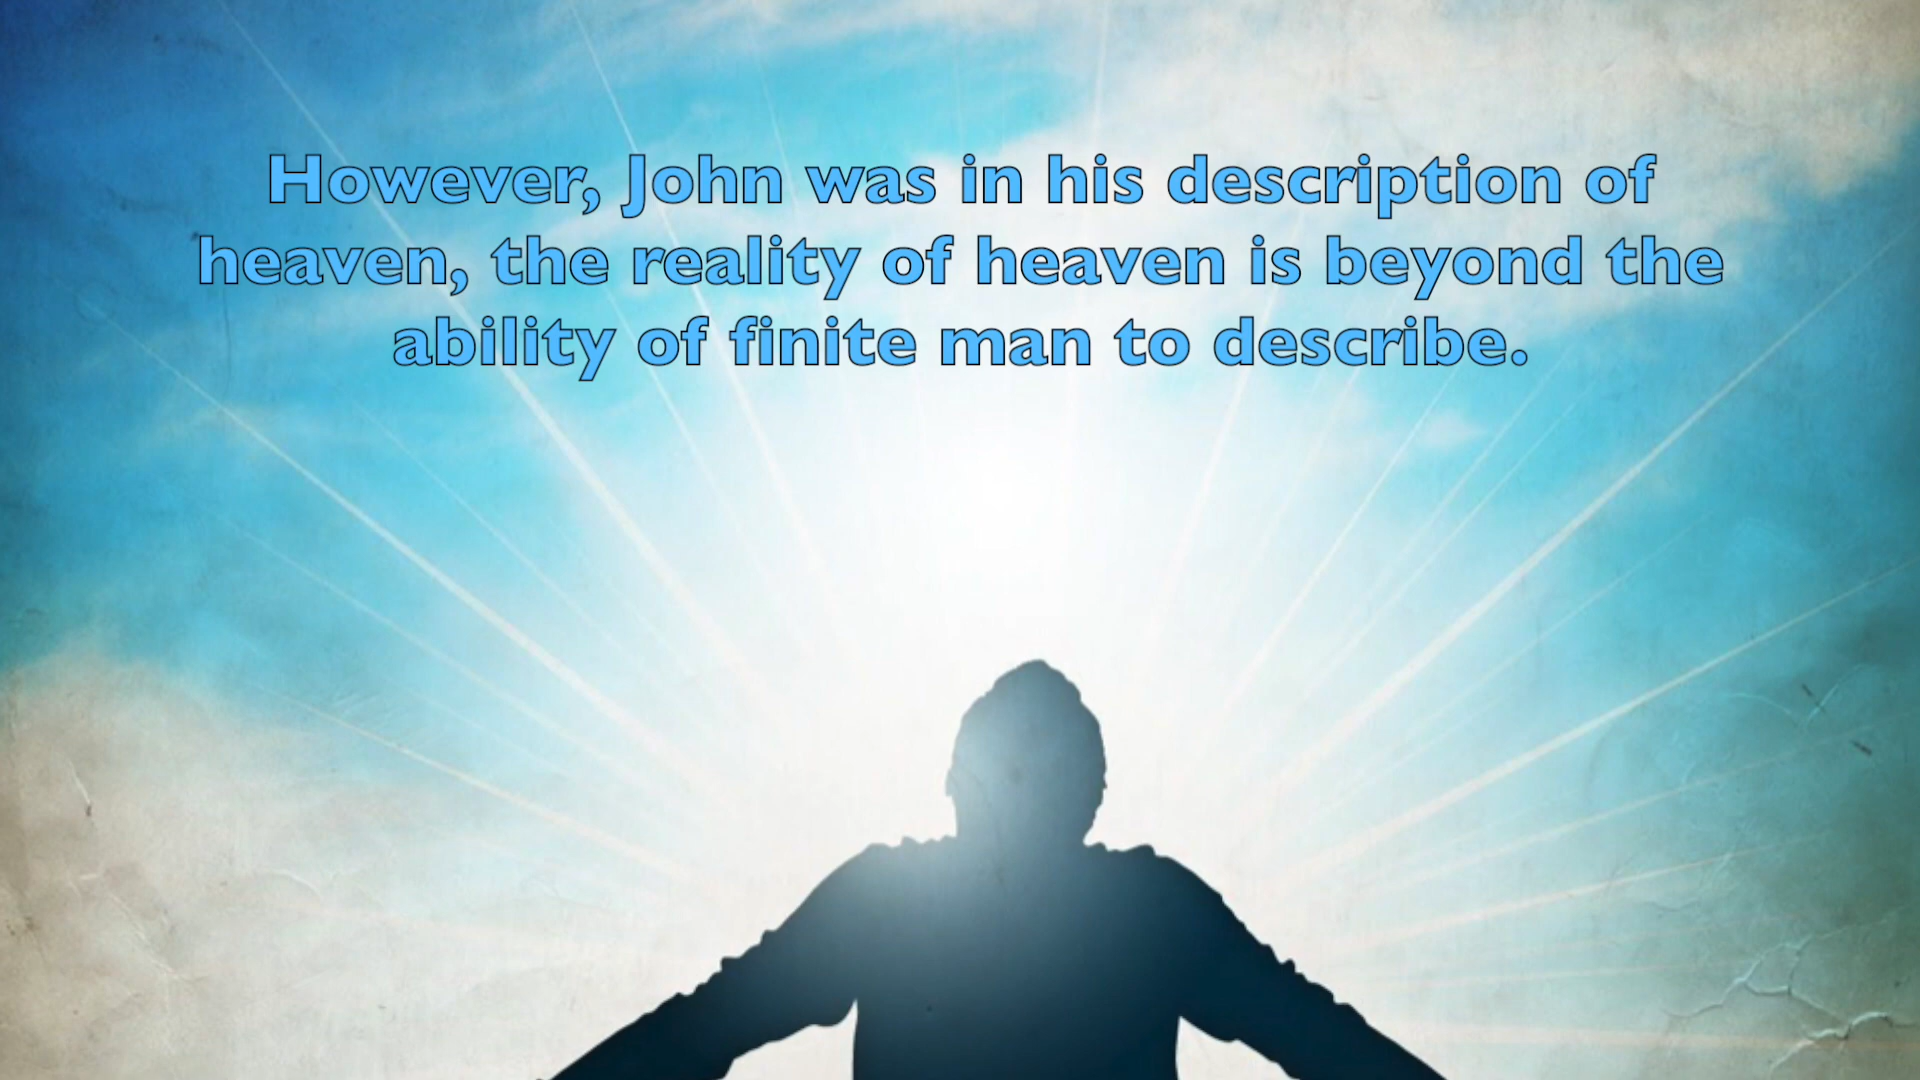 However, John was in his description of
heaven, the reality of heaven is beyond the
ability of finite man to describe.